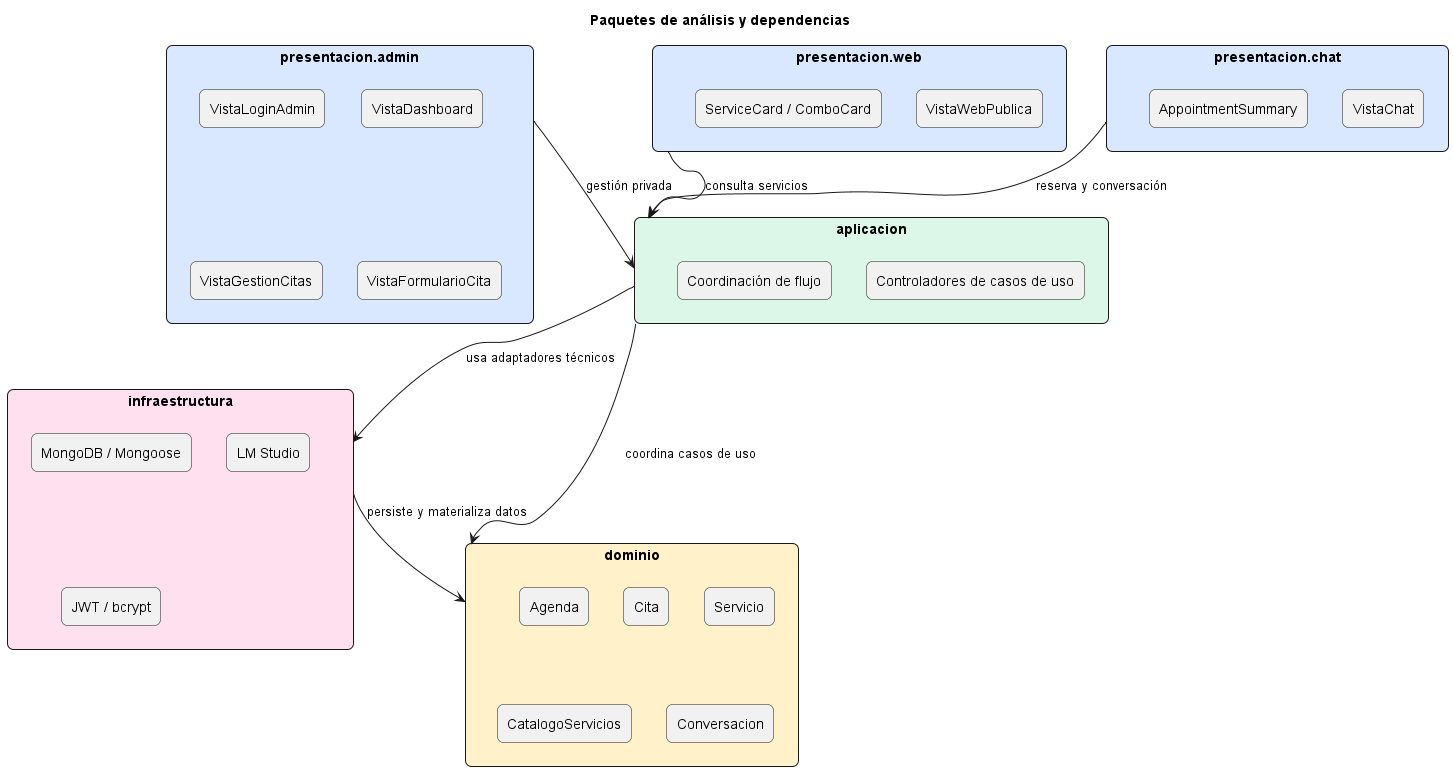 Paquetes de análisis y dependencias
presentacion.admin
VistaLoginAdmin
VistaDashboard
VistaGestionCitas
VistaFormularioCita
presentacion.web
ServiceCard / ComboCard
VistaWebPublica
presentacion.chat
AppointmentSummary
VistaChat
gestión privada
consulta servicios
reserva y conversación
aplicacion
Coordinación de flujo
Controladores de casos de uso
usa adaptadores técnicos
coordina casos de uso
infraestructura
MongoDB / Mongoose
LM Studio
JWT / bcrypt
persiste y materializa datos
dominio
Agenda
Cita
Servicio
CatalogoServicios
Conversacion